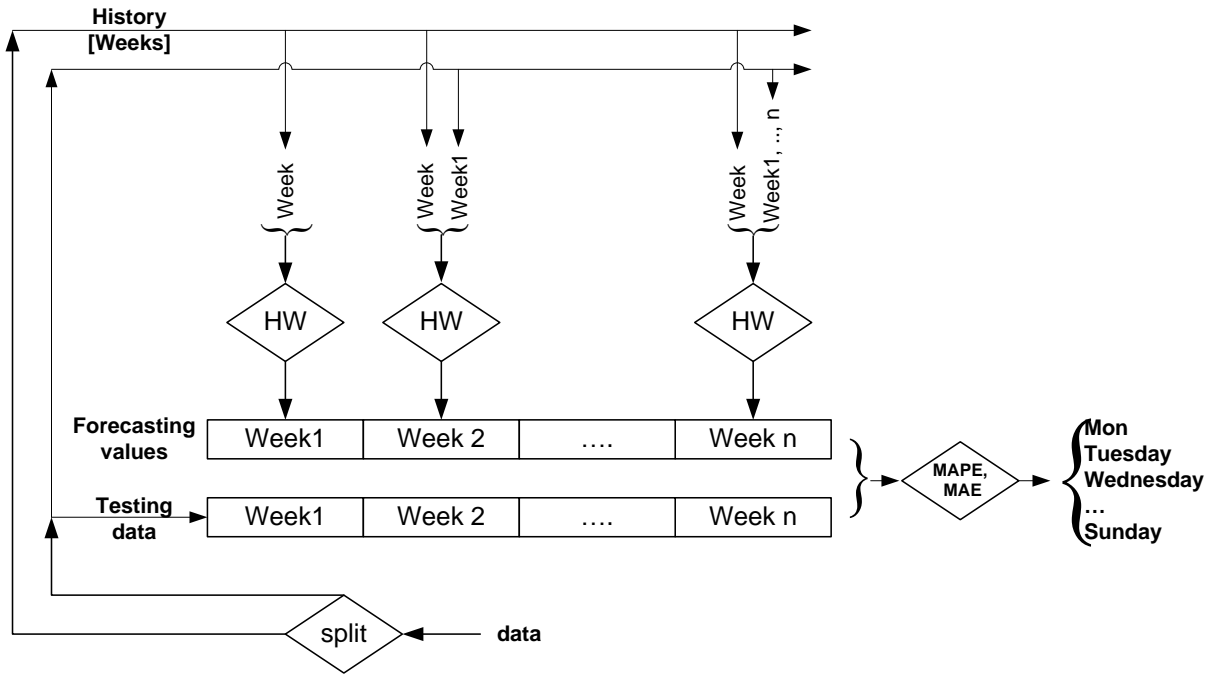 History
[Weeks]
Week
Week
Week1
Week
Week1, .., n
HW
HW
HW
Forecasting
values
Week1
Week 2
....
Week n
Testing
data
Week1
Week 2
....
Week n
MAPE,
MAE
Mon
Tuesday
Wednesday
...
Sunday
split
data